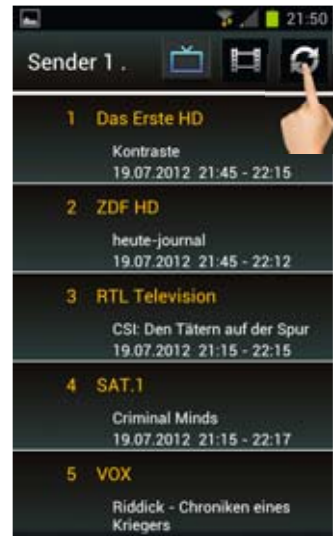 21:50
Sender 1 .
1 Das Erste HD
Kontraste
19.07.2012 21:45 - 22:15
2 ZDF HD
heute-journal
19.07.2012 21:45 - 22:12
3 RTL Television
CSI: Den Tätern auf der Spur
19.07.2012 21:15 - 22:15
4 SAT.1
Criminal Minds
19.07.2012 21:15 - 22:17
5 VOX
Riddick - Chroniken eines
Kriegers